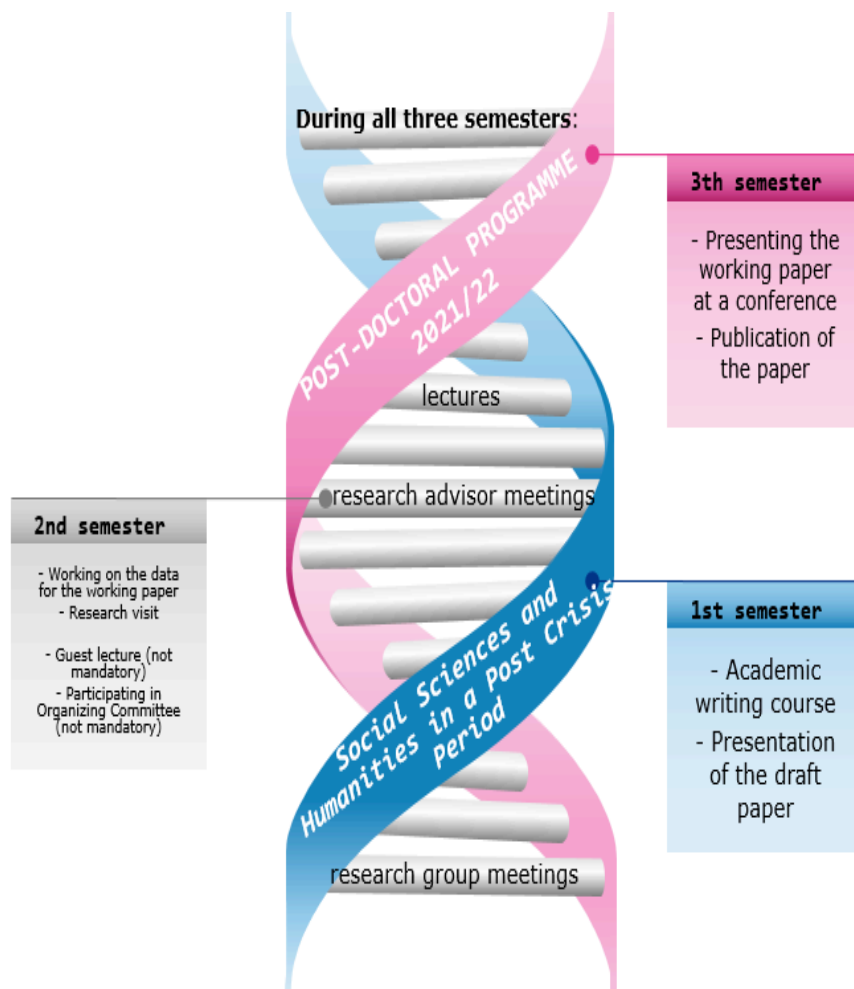 During all three semesters:
POST-DOCTORAL PROGRAMME
2021/22
3th semester
- Presenting the
working paper
at a conference
- Publication of
the paper
lectures
research advisor meetings
2nd semester
- Working on the data
for the working paper
- Research visit
- Guest lecture (not
mandatory)
- Participating in
Organizing Committee
(not mandatory)
1st semester
- Academic
writing course
- Presentation
of the draft
paper
Social Sciences and
Humanities in a Post Crisis
Period
research group meetings